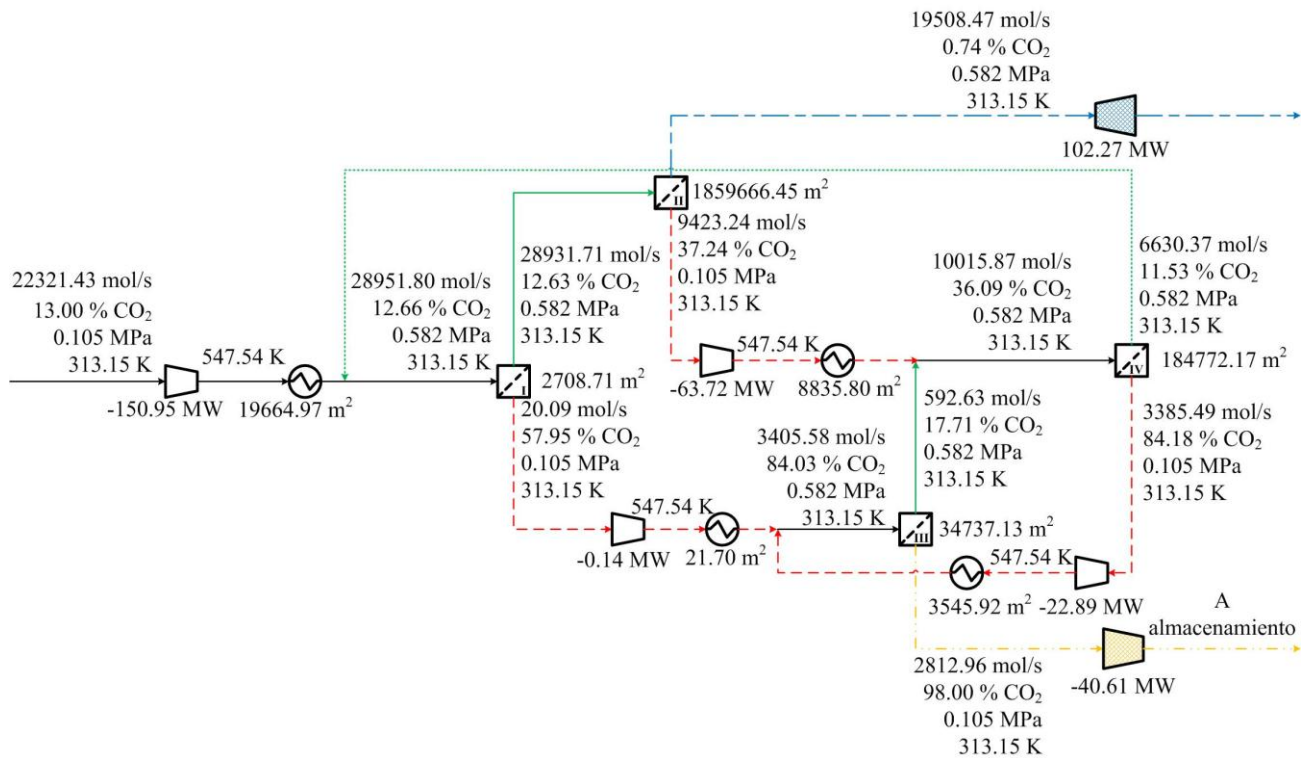 19508.47 mol/s
0.74 % CO₂
0.582 MPa
313.15 K
102.27 MW
II
1859666.45 m²
9423.24 mol/s
37.24 % CO₂
0.105 MPa
313.15 K
22321.43 mol/s
13.00 % CO₂
0.105 MPa
313.15 K
547.54 K
-150.95 MW
19664.97 m²
28951.80 mol/s
12.66 % CO₂
0.582 MPa
313.15 K
28931.71 mol/s
12.63 % CO₂
0.582 MPa
313.15 K
I
2708.71 m²
20.09 mol/s
57.95 % CO₂
0.105 MPa
313.15 K
547.54 K
-63.72 MW
8835.80 m²
10015.87 mol/s
36.09 % CO₂
0.582 MPa
313.15 K
6630.37 mol/s
11.53 % CO₂
0.582 MPa
313.15 K
IV
184772.17 m²
3385.49 mol/s
84.18 % CO₂
0.105 MPa
313.15 K
592.63 mol/s
17.71 % CO₂
0.582 MPa
313.15 K
3405.58 mol/s
84.03 % CO₂
0.582 MPa
313.15 K
547.54 K
-0.14 MW
21.70 m²
III
34737.13 m²
547.54 K
3545.92 m²
-22.89 MW
A
almacenamiento
-40.61 MW
2812.96 mol/s
98.00 % CO₂
0.105 MPa
313.15 K